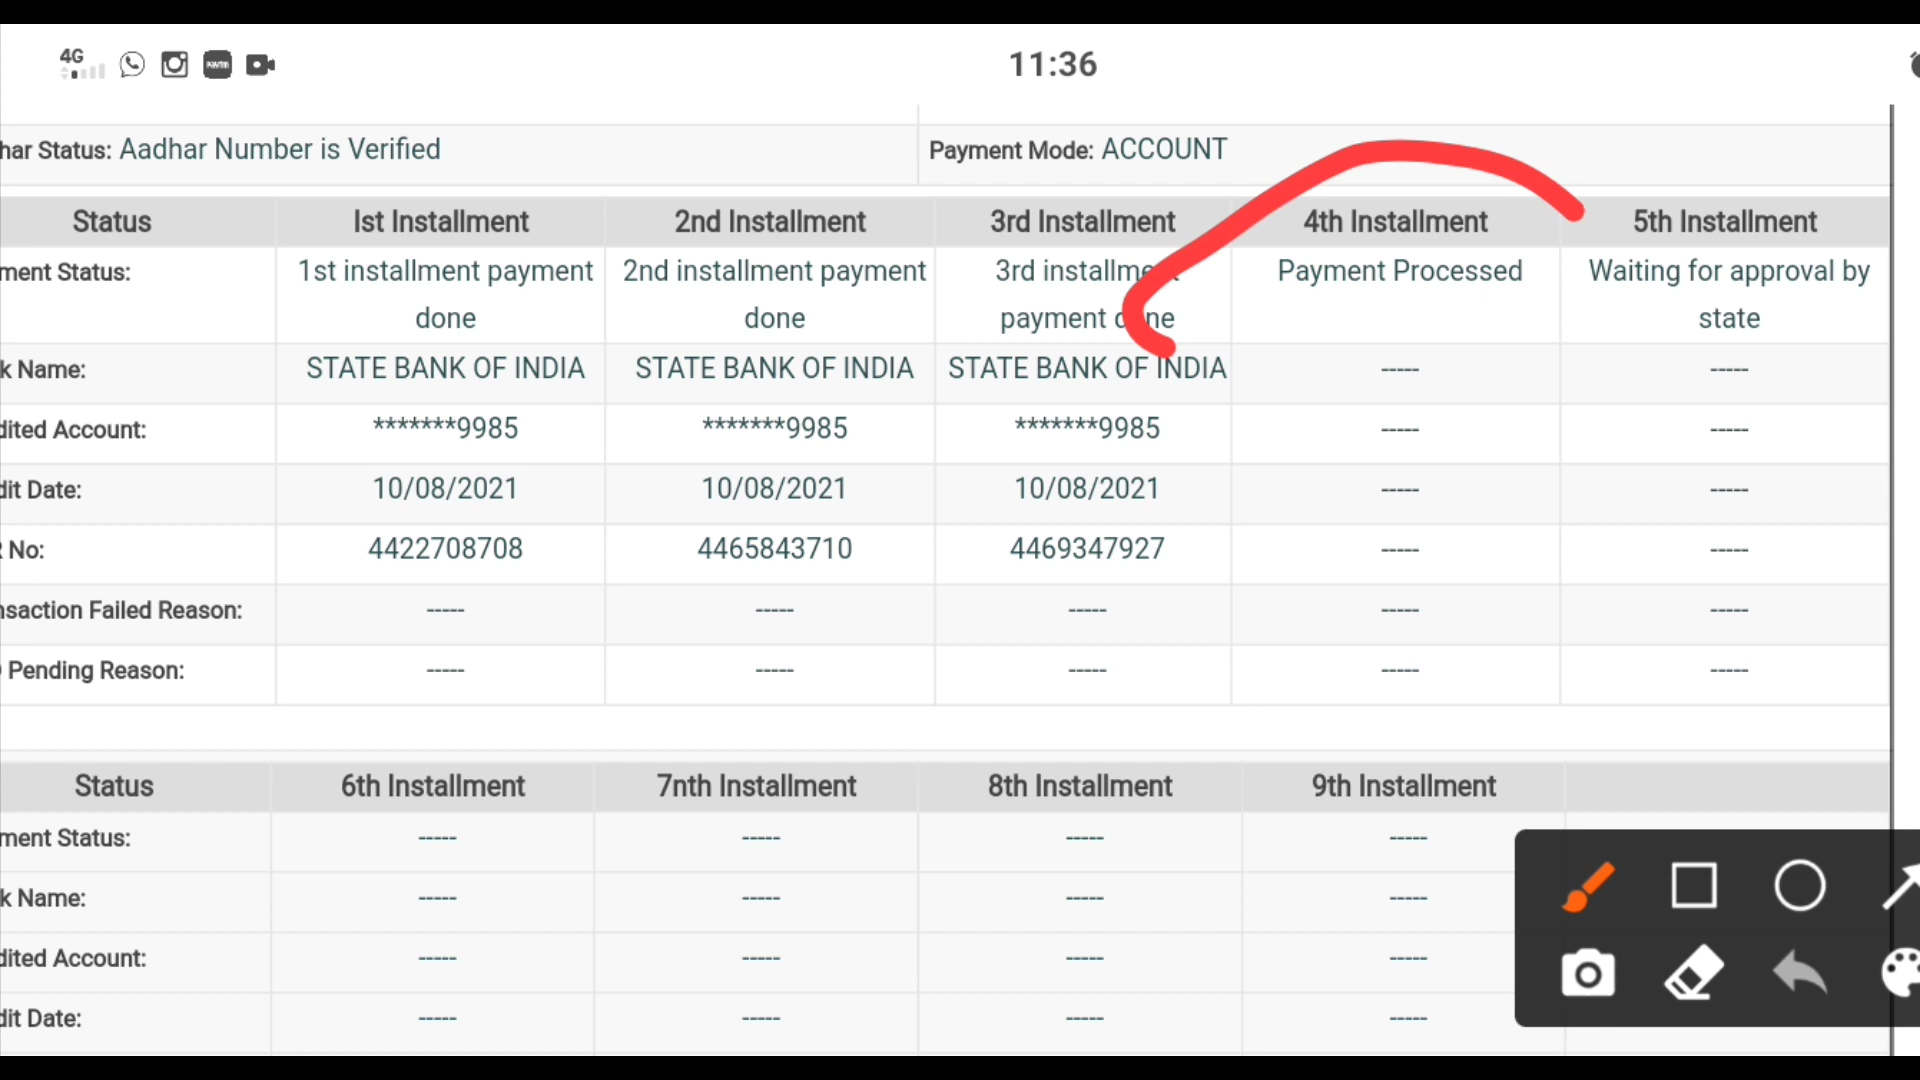 4G
paytm
11:36
har Status: Aadhar Number is Verified
Payment Mode: ACCOUNT
Status Ist Installment 2nd Installment 3rd Installment 4th Installment 5th Installment
ment Status: 1st installment payment done 2nd installment payment done 3rd installment payment done Payment Processed Waiting for approval by state
k Name: STATE BANK OF INDIA STATE BANK OF INDIA STATE BANK OF INDIA ----- -----
dited Account: *******9985 *******9985 *******9985 ----- -----
dit Date: 10/08/2021 10/08/2021 10/08/2021 ----- -----
R No: 4422708708 4465843710 4469347927 ----- -----
nsaction Failed Reason: ----- ----- ----- ----- -----
Pending Reason: ----- ----- ----- ----- -----
Status 6th Installment 7nth Installment 8th Installment 9th Installment
ment Status: ----- ----- ----- -----
k Name: ----- ----- ----- -----
dited Account: ----- ----- ----- -----
dit Date: ----- ----- ----- -----